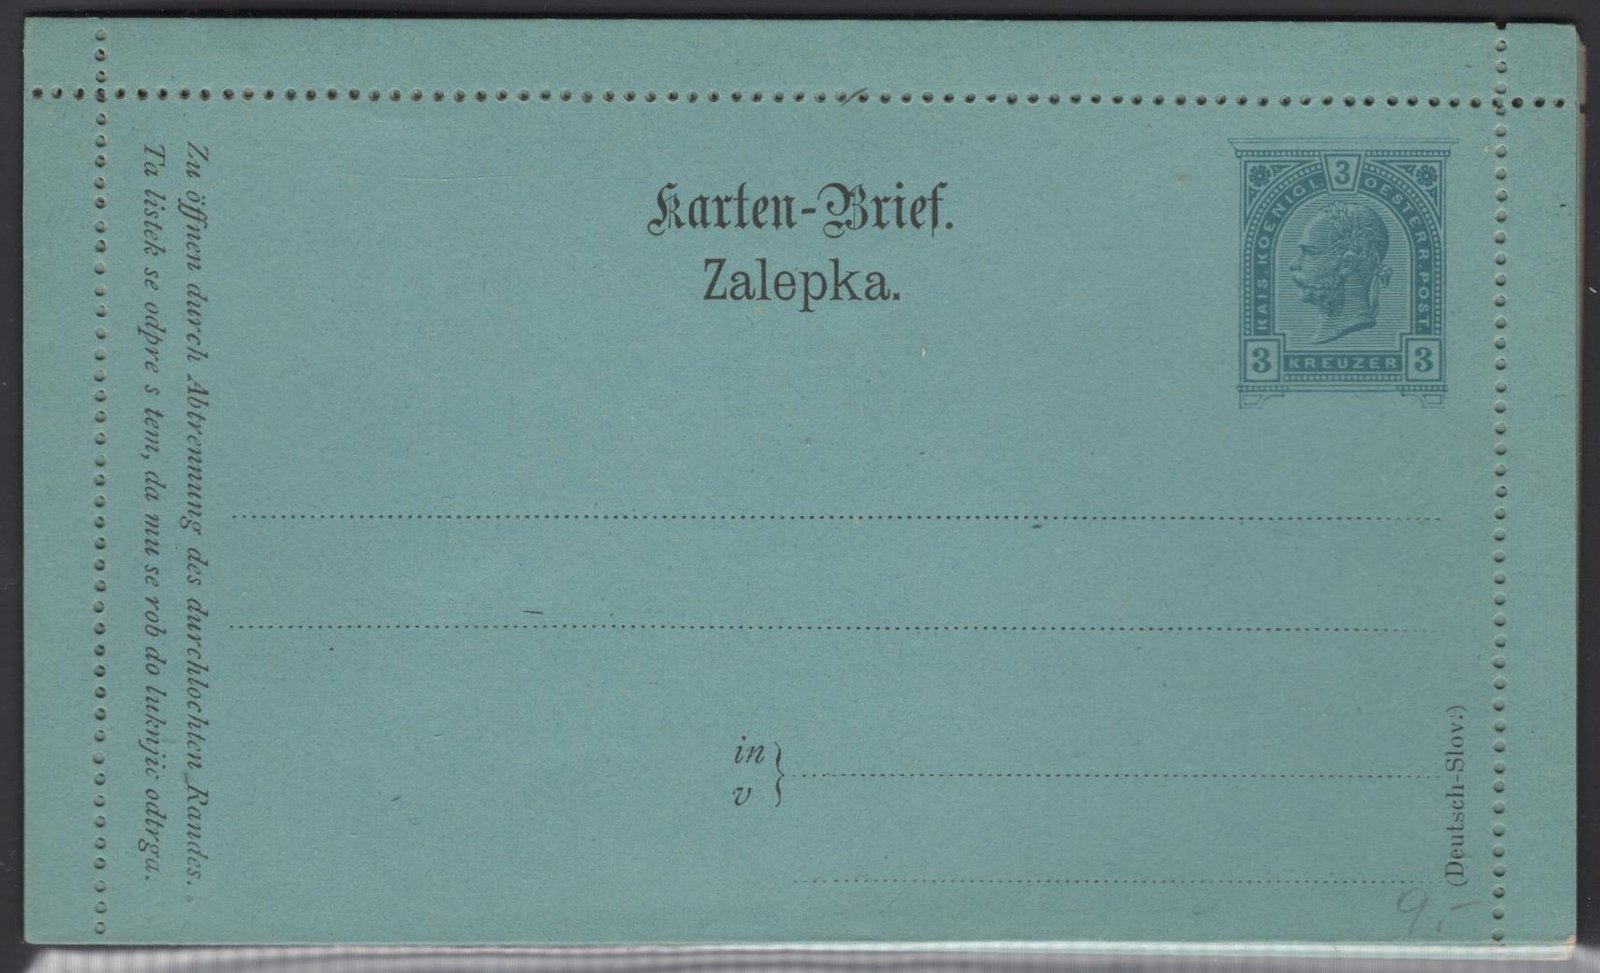 Karten-Brief.
Zalepka.
3
KAIS. KOENIGL. OESTERR. POST.
3 KREUZER 3
Zu öffnen durch Abtrennung des durchlochten Randes.
Ta listek se odpre s tem, da mu se rob do luknjic odtrga.
in
v
(Deutsch-Slov.)
9.-